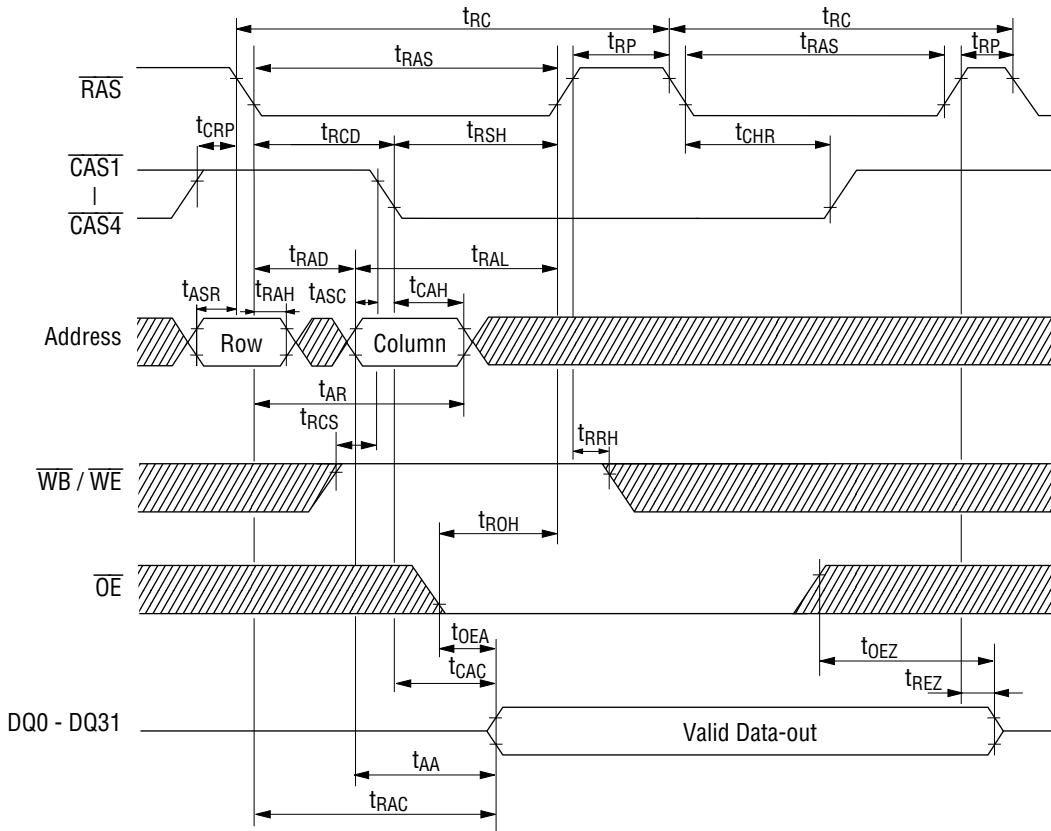 tRC tRC
tRAS tRP tRAS tRP
RAS
tCRP tRCD tRSH tCHR
CAS1
|
CAS4
tRAD tRAL
tASR tRAH tASC tCAH
Address Row Column
tAR
tRCS tRRH
WB / WE
tROH
OE
tOEA tOEZ
tCAC tREZ
DQ0 - DQ31 Valid Data-out
tAA
tRAC